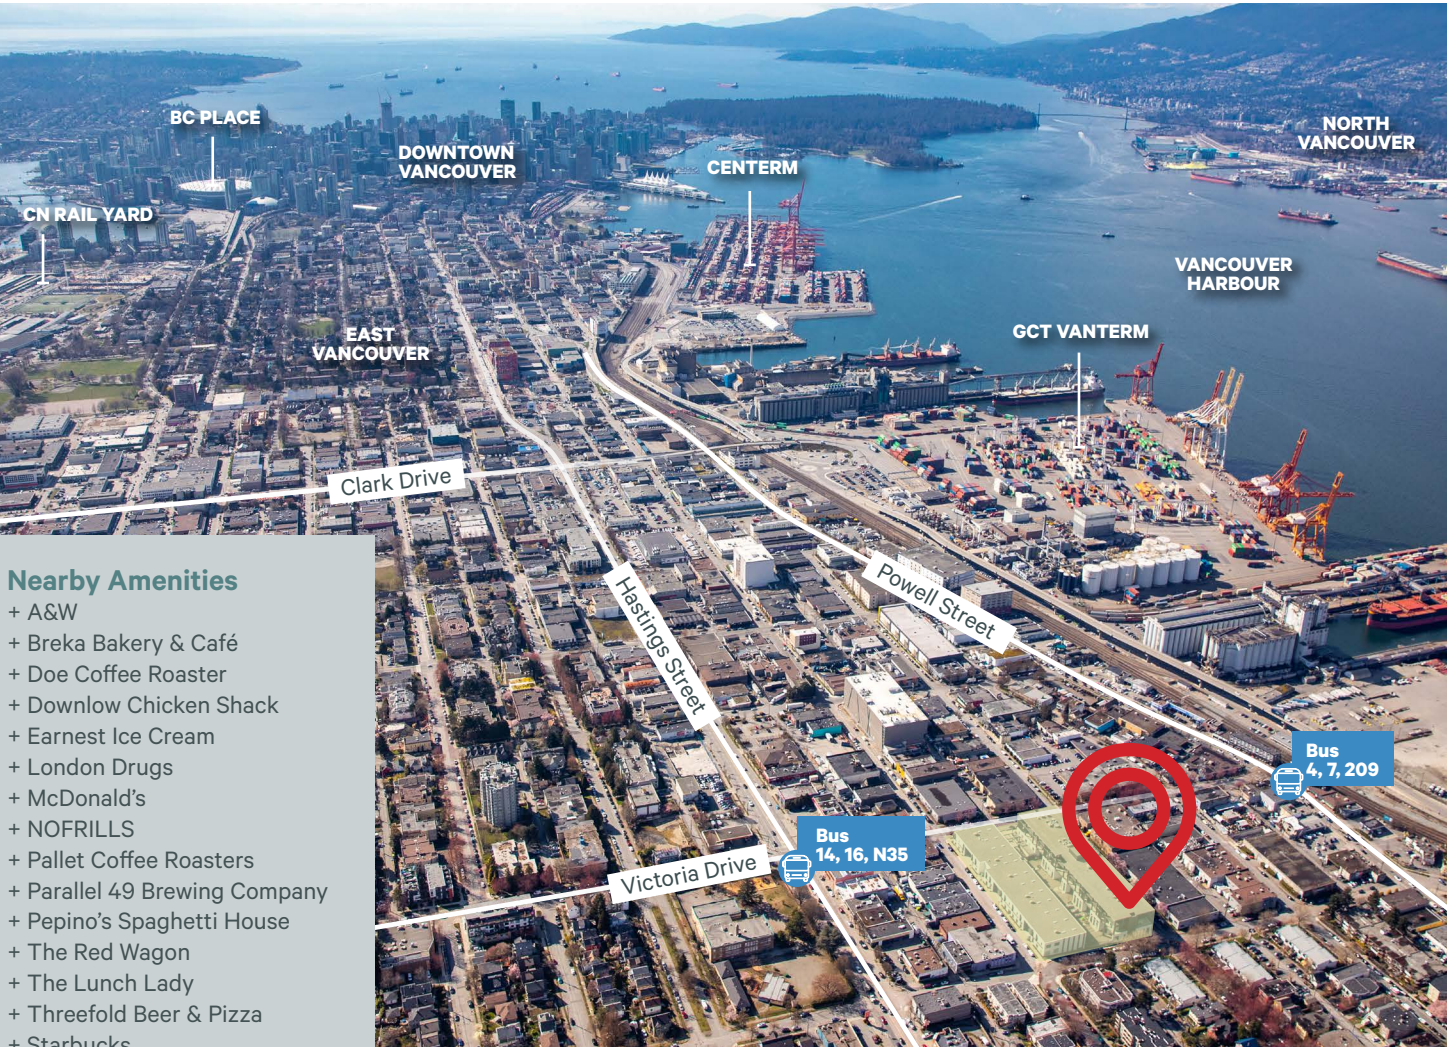 BC PLACE
DOWNTOWN
VANCOUVER
CENTERM
NORTH
VANCOUVER
CN RAIL YARD
VANCOUVER
HARBOUR
EAST
VANCOUVER
GCT VANTERM
Clark Drive
Hastings Street
Powell Street
Nearby Amenities
+ A&W
+ Breka Bakery & Café
+ Doe Coffee Roaster
+ Downlow Chicken Shack
+ Earnest Ice Cream
+ London Drugs
+ McDonald's
+ NOFRILLS
+ Pallet Coffee Roasters
+ Parallel 49 Brewing Company
+ Pepino's Spaghetti House
+ The Red Wagon
+ The Lunch Lady
+ Threefold Beer & Pizza
+ Starbucks
Bus
4, 7, 209
Bus
14, 16, N35
Victoria Drive